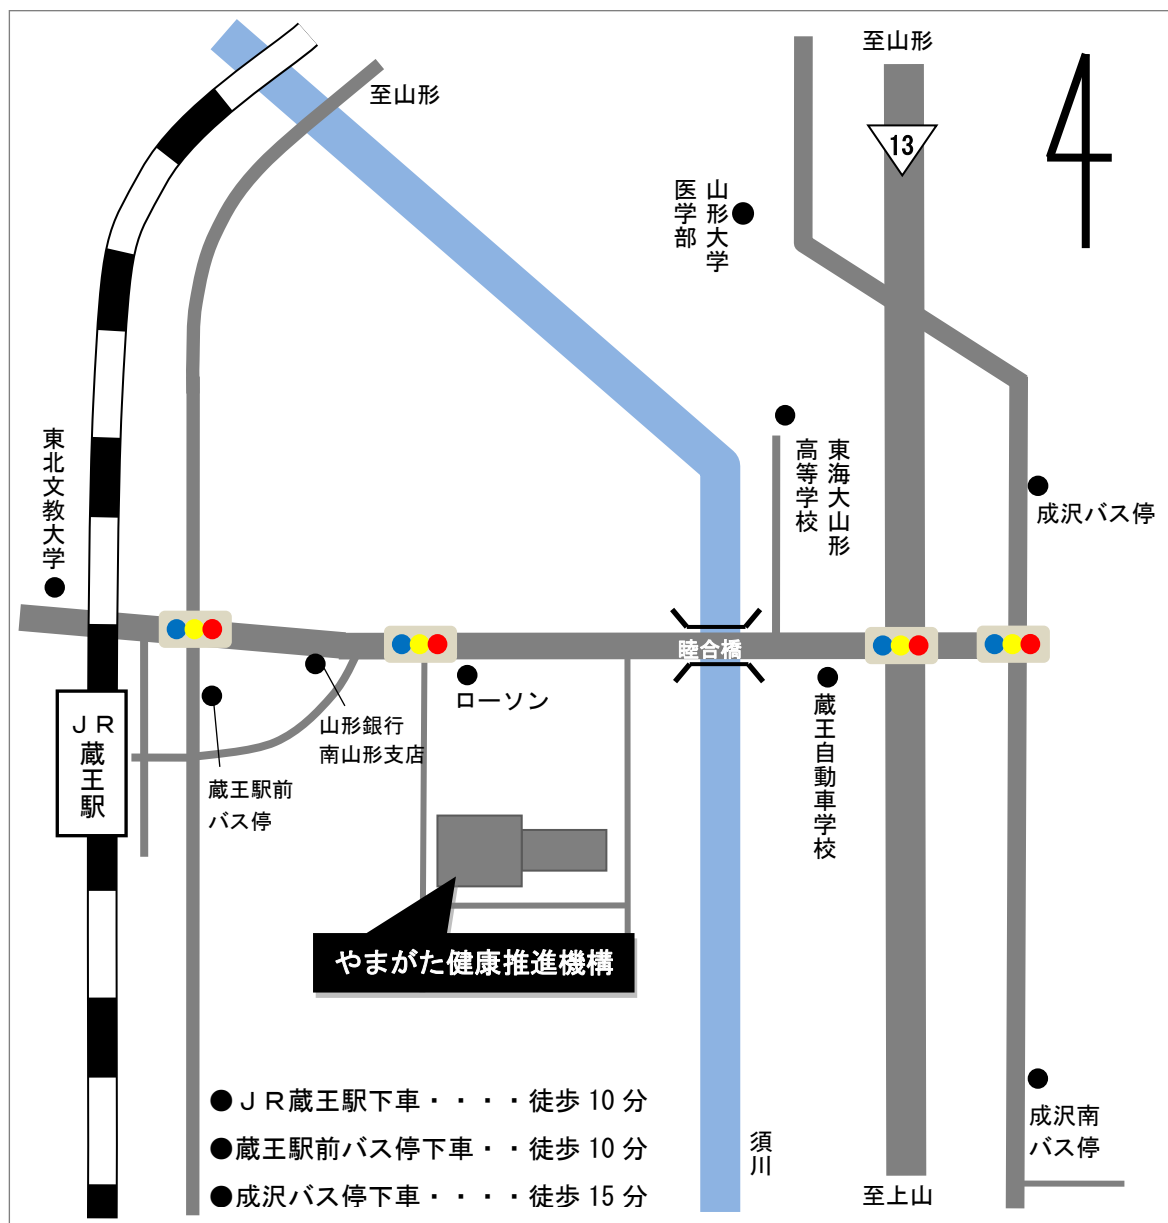 至山形
至山形
13
山形大学
医学部
東北文教大学
東海大山形
高等学校
成沢バス停
睦合橋
ローソン
山形銀行
南山形支店
ＪＲ
蔵王駅
蔵王駅前
バス停
蔵王自動車学校
やまがた健康推進機構
●ＪＲ蔵王駅下車・・・・徒歩 10 分
●蔵王駅前バス停下車・・徒歩 10 分
●成沢バス停下車・・・・徒歩 15 分
須川
成沢南
バス停
至上山